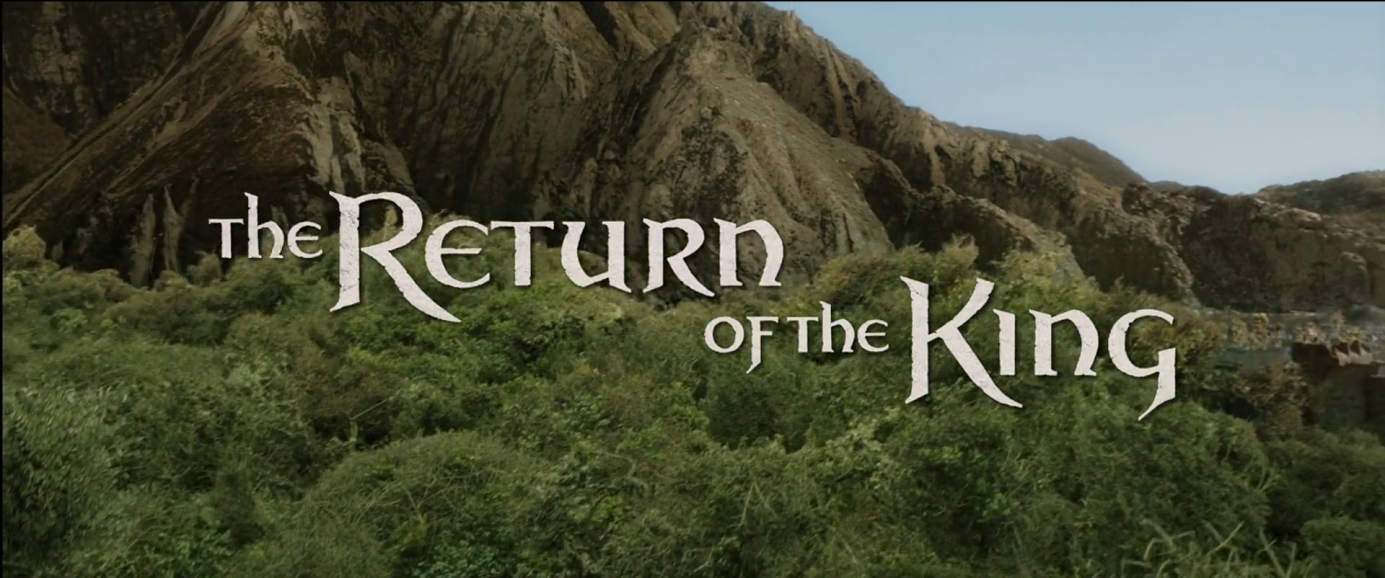 The Return
of the King